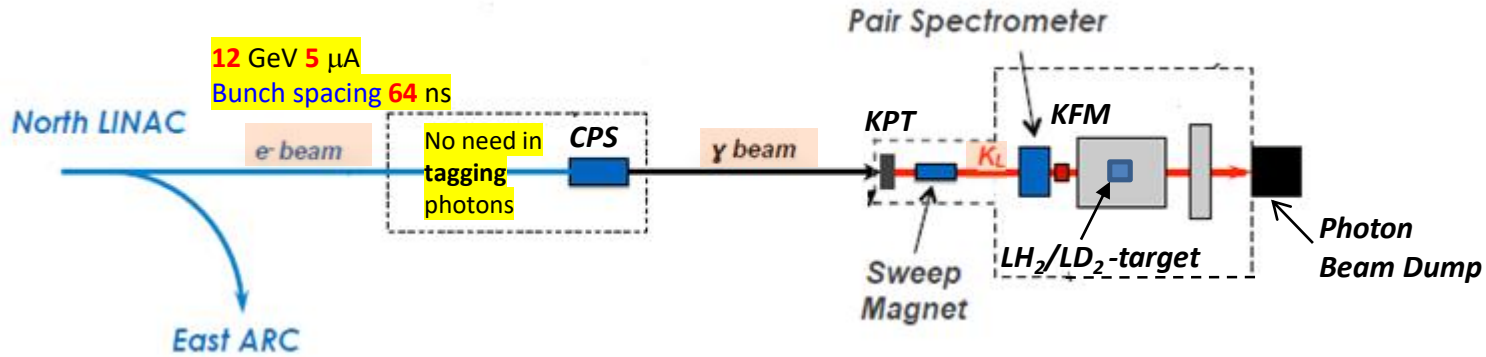 Pair Spectrometer
12 GeV 5 μA
Bunch spacing 64 ns
North LINAC
e- beam
No need in
tagging
photons
CPS
γ beam
KPT
K_L
KFM
LH2/LD2-target
Sweep
Magnet
Photon
Beam Dump
East ARC